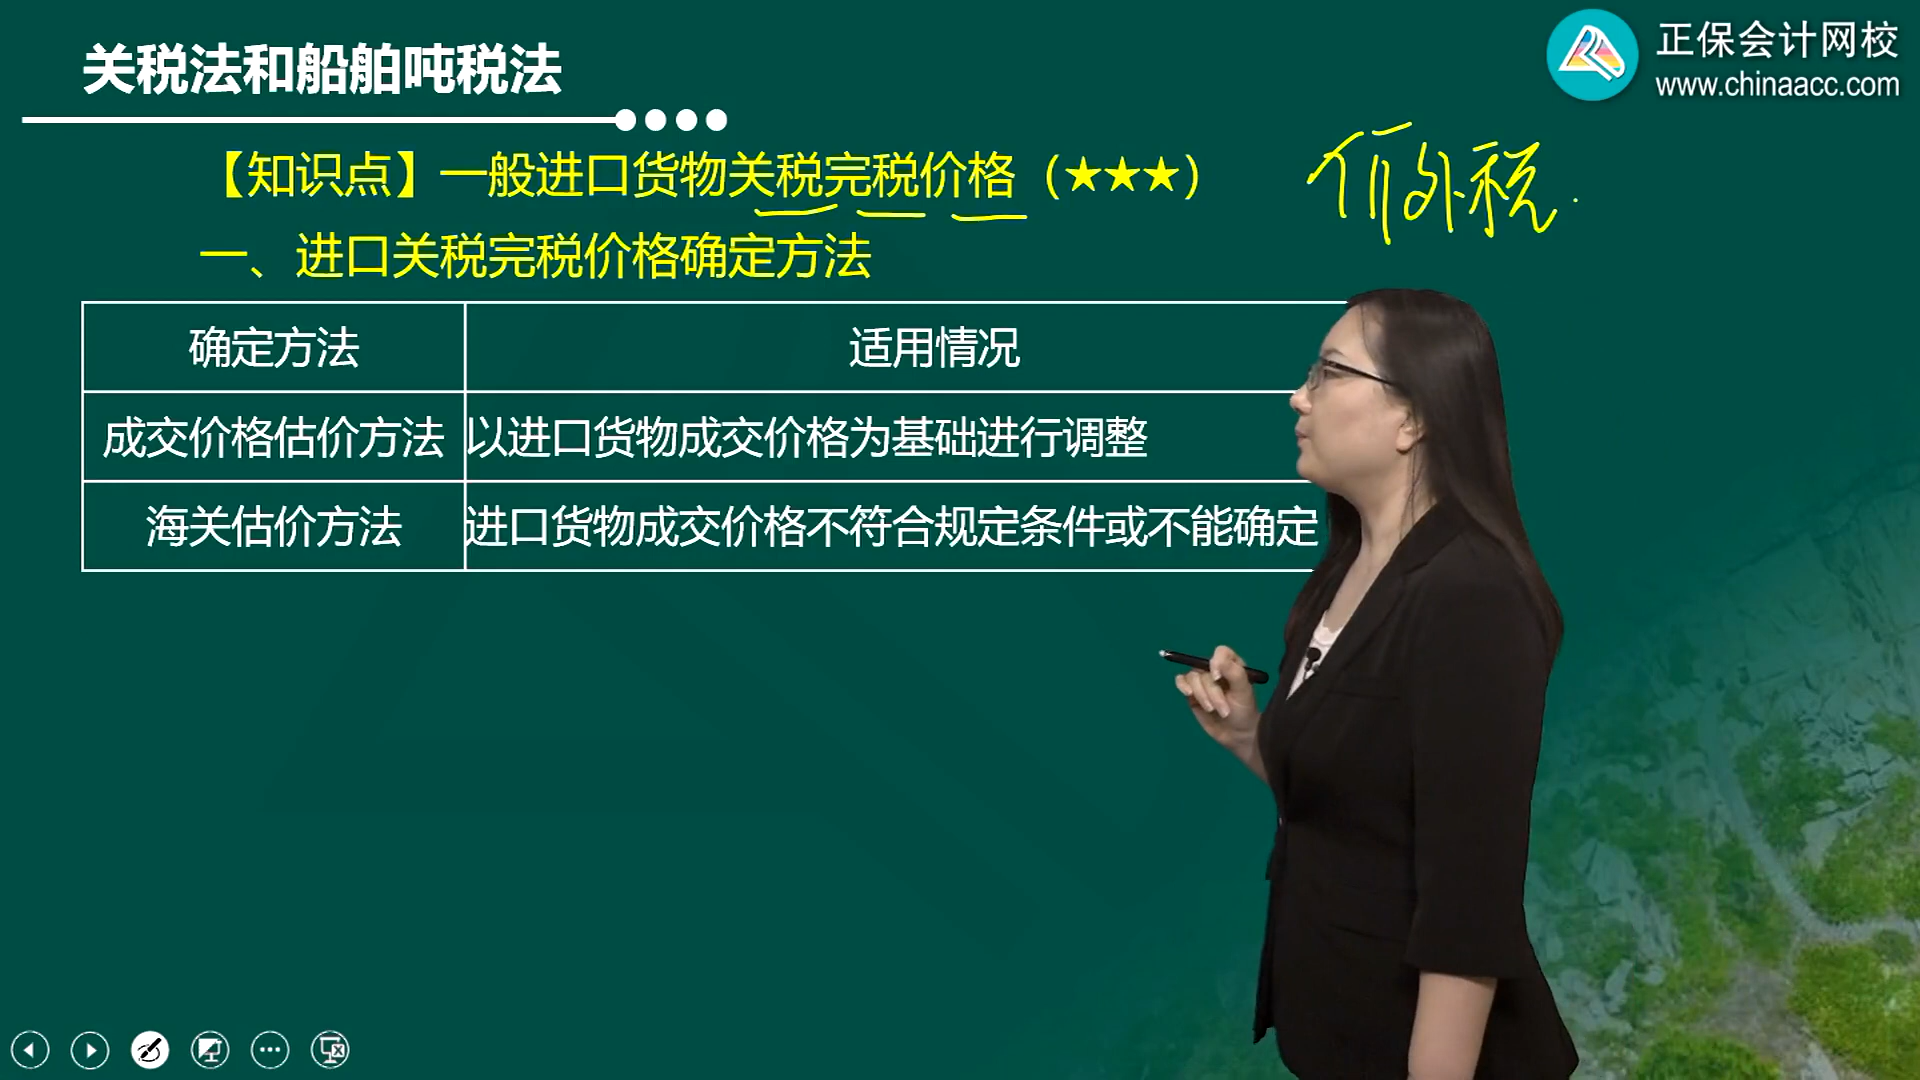 关税法和船舶吨税法
正保会计网校
www.chinaacc.com
【知识点】一般进口货物关税完税价格（★★★）
价外税
一、进口关税完税价格确定方法
确定方法 适用情况
成交价格估价方法 以进口货物成交价格为基础进行调整
海关估价方法 进口货物成交价格不符合规定条件或不能确定